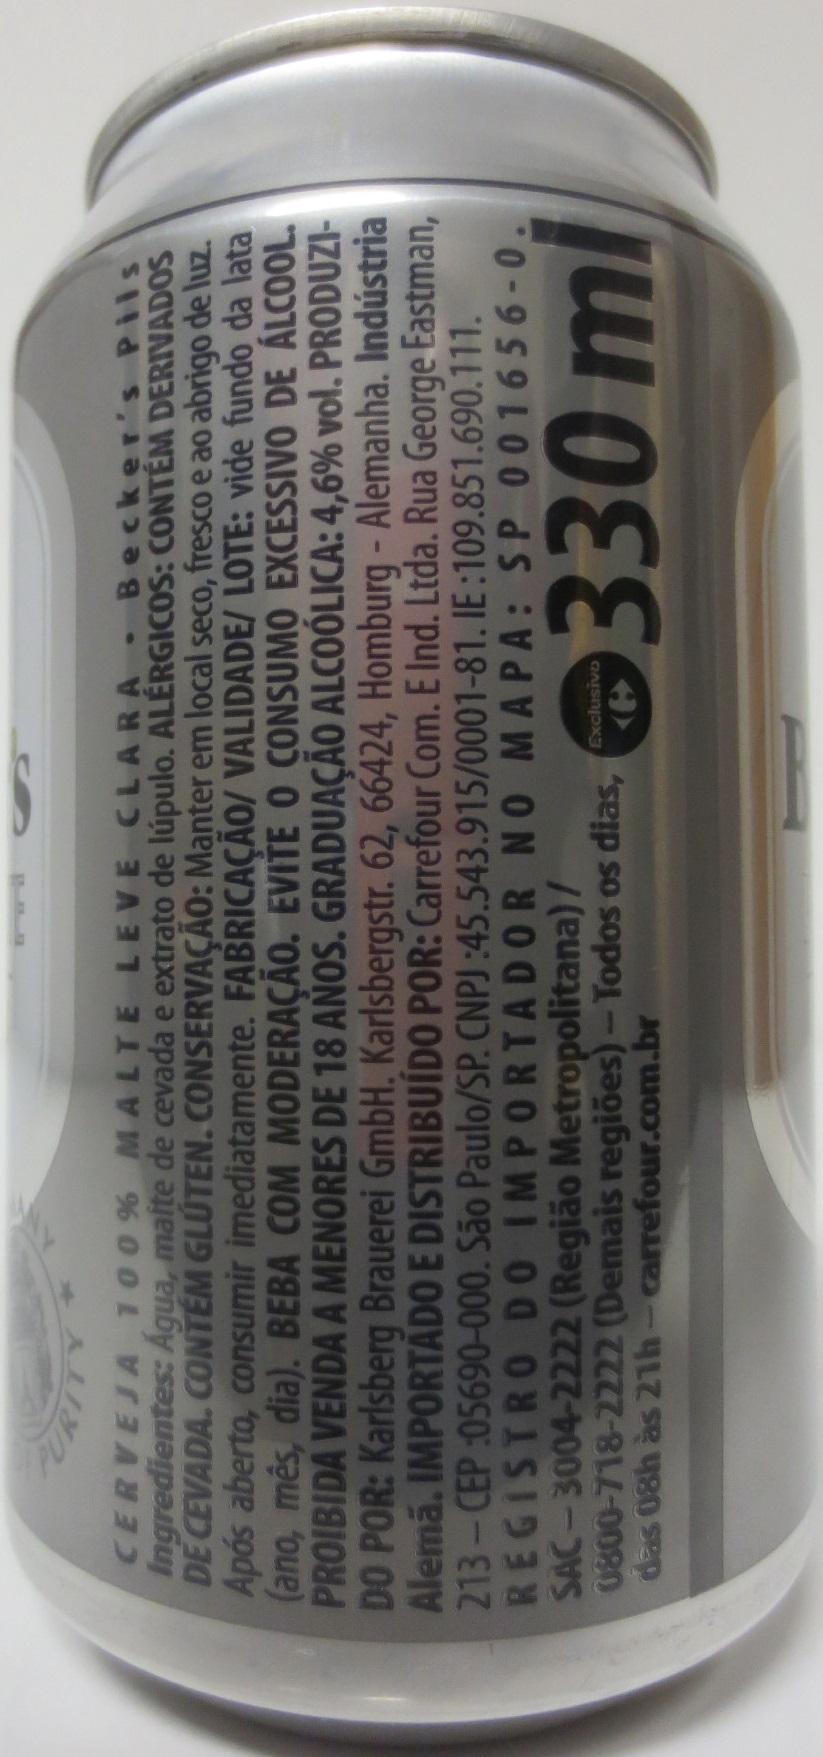 CERVEJA 100% MALTE LEVE CLARA - Becker's Pils
Ingredientes: Água, malte de cevada e extrato de lúpulo. ALÉRGICOS: CONTÉM DERIVADOS
DE CEVADA. CONTÉM GLÚTEN. CONSERVAÇÃO: Manter em local seco, fresco e ao abrigo de luz.
Após aberto, consumir imediatamente. FABRICAÇÃO/ VALIDADE/ LOTE: vide fundo da lata
(ano, mês, dia). BEBA COM MODERAÇÃO. EVITE O CONSUMO EXCESSIVO DE ÁLCOOL.
PROIBIDA VENDA A MENORES DE 18 ANOS. GRADUAÇÃO ALCOÓLICA: 4,6% vol. PRODUZI-
DO POR: Karlsberg Brauerei GmbH. Karlsbergstr. 62, 66424, Homburg - Alemanha. Indústria
Alemã. IMPORTADO E DISTRIBUÍDO POR: Carrefour Com. E Ind. Ltda. Rua George Eastman,
213 – CEP :05690-000. São Paulo/SP. CNPJ :45.543.915/0001-81. IE :109.851.690.111.
REGISTRO DO IMPORTADOR NO MAPA: SP 001656-0.
SAC – 3004-2222 (Região Metropolitana) /
0800-718-2222 (Demais regiões) – Todos os dias,
das 08h às 21h – carrefour.com.br
Exclusivo
330 ml
PURITY